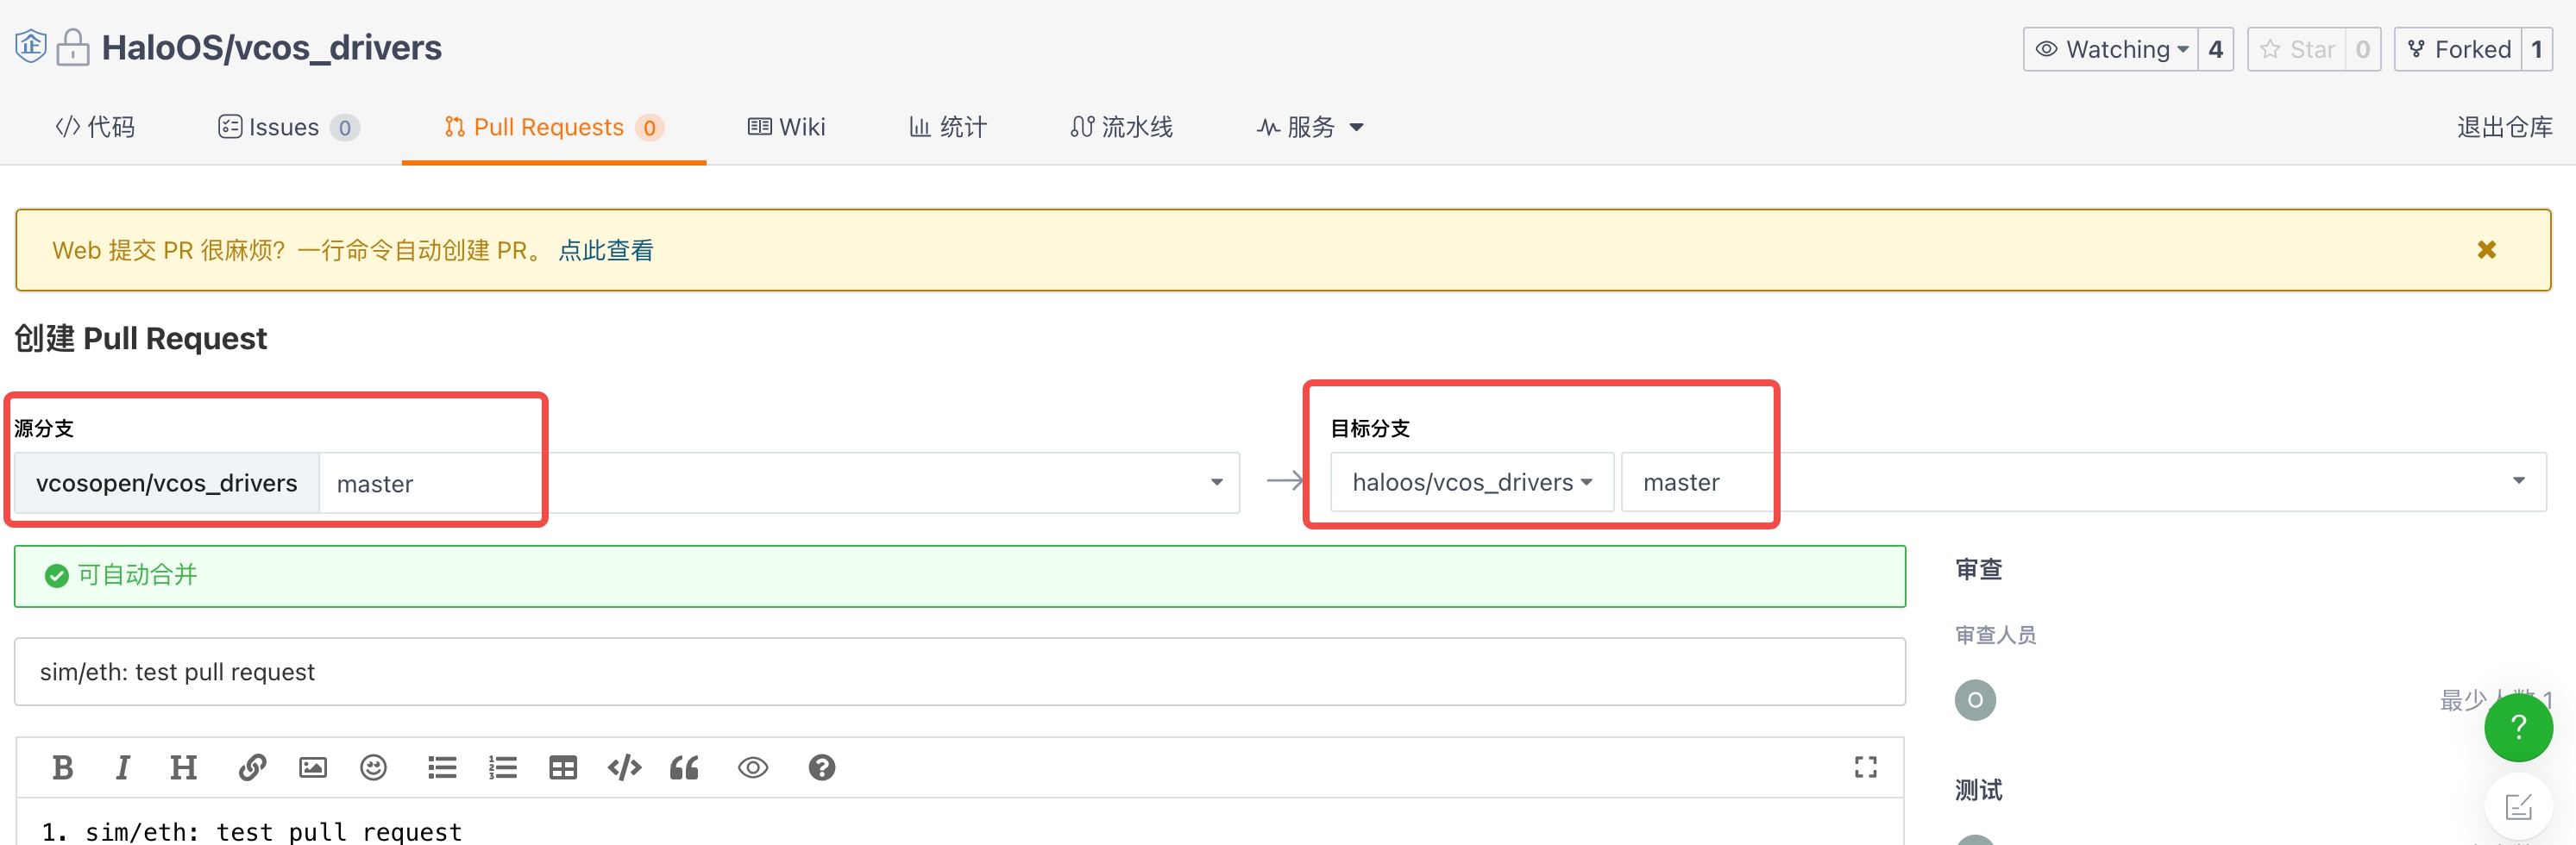 企 HaloOS/vcos_drivers
Watching 4 Star 0 Forked 1
代码 Issues 0 Pull Requests 0 Wiki 统计 流水线 服务 退出仓库
Web 提交 PR 很麻烦？一行命令自动创建 PR。 点此查看
创建 Pull Request
源分支
vcosopen/vcos_drivers master
目标分支
haloos/vcos_drivers master
可自动合并
sim/eth: test pull request
B I H
1. sim/eth: test pull request
审查
审查人员
O 最少人数 1
测试